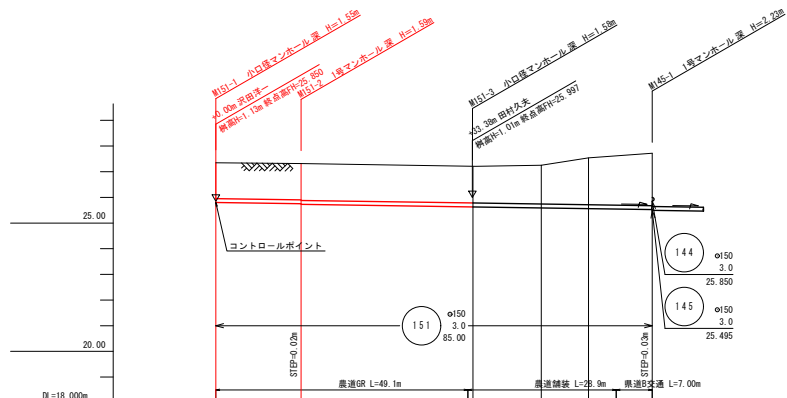 M151-1 小口径マンホール 深 H=1.55m
+0.00m 沢田洋一
桝高H=1.13m 終点高FH=25.850
M151-2 1号マンホール 深 H=1.59m
M151-3 小口径マンホール 深 H=1.58m
+33.38m 田村久夫
桝高H=1.01m 終点高FH=25.997
M145-1 1号マンホール 深 H=2.23m
25.00
コントロールポイント
144
⊙150
3.0
25.850
145
⊙150
3.0
25.495
151
⊙150
3.0
85.00
20.00
STEP=0.02m
STEP=0.03m
農道GR L=49.1m
農道舗装 L=28.9m
県道B交通 L=7.00m
DL=18.000m